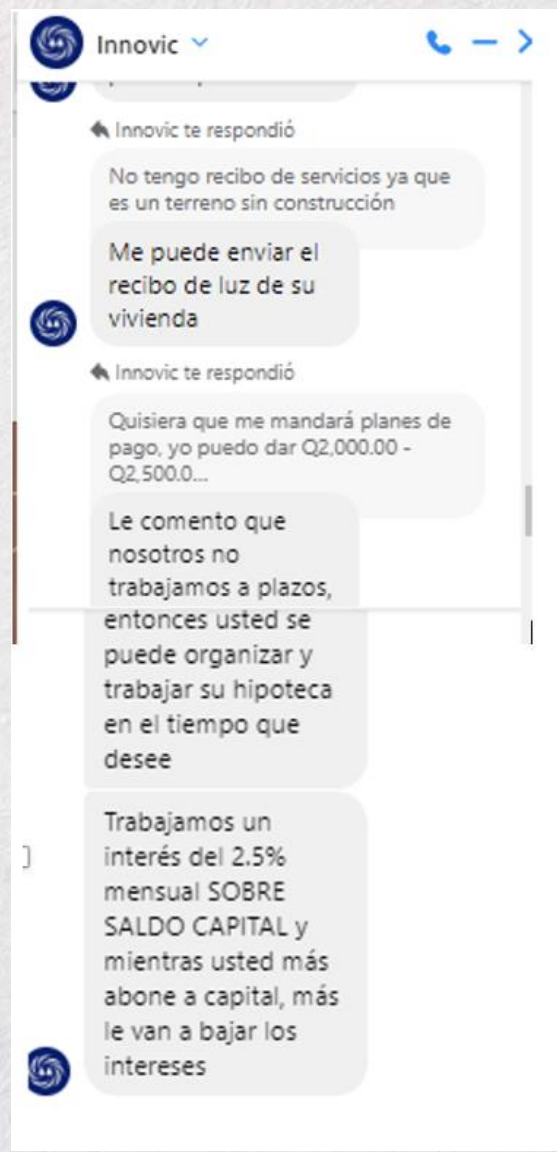 Innovic
Innovic te respondió
No tengo recibo de servicios ya que
es un terreno sin construcción
Me puede enviar el
recibo de luz de su
vivienda
Innovic te respondió
Quisiera que me mandará planes de
pago, yo puedo dar Q2,000.00 -
Q2,500.0...
Le comento que
nosotros no
trabajamos a plazos,
entonces usted se
puede organizar y
trabajar su hipoteca
en el tiempo que
desee
Trabajamos un
interés del 2.5%
mensual SOBRE
SALDO CAPITAL y
mientras usted más
abone a capital, más
le van a bajar los
intereses